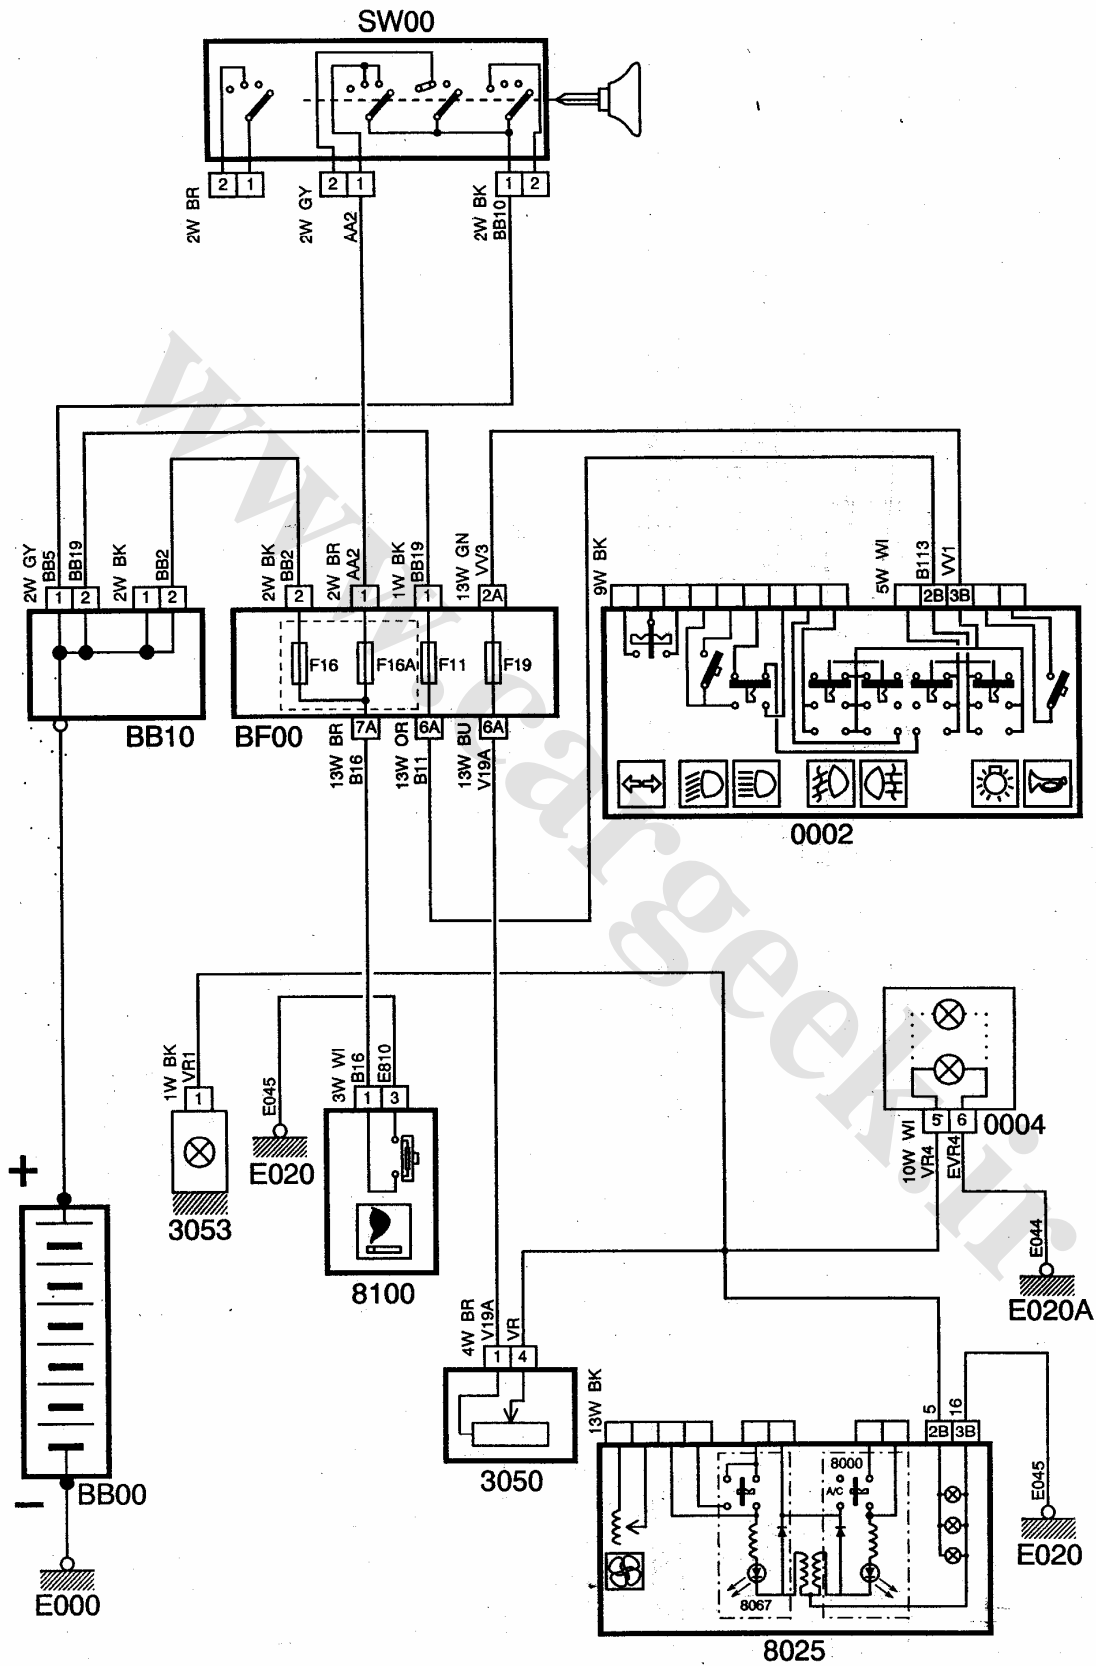 SW00
2 1
2 1
1 2
2W BR
2W GY
AA2
2W BK
BB10
2W GY
BB5
BB19
2W BK
BB2
2W BK
BB2
2W BR
AA2
1W BK
BB19
13W GN
VV3
9W BK
5W WI
B113
VV1
1 2
1 2
2
1
1
2A
2B 3B
F16
F16A
F11
F19
BB10
BF00
7A
6A
6A
13W BR
B16
13W OR
B11
13W BU
V19A
0002
1W BK
VR1
1
3053
E045
E020
3W WI
B16
E810
1 3
8100
5 6
0004
10W WI
VR4
EVR4
E044
E020A
+
−
BB00
E000
4W BR
V19A
VR
1 4
3050
13W BK
5
16
2B 3B
8000
A/C
8067
8025
E045
E020
www.cargeek.ir